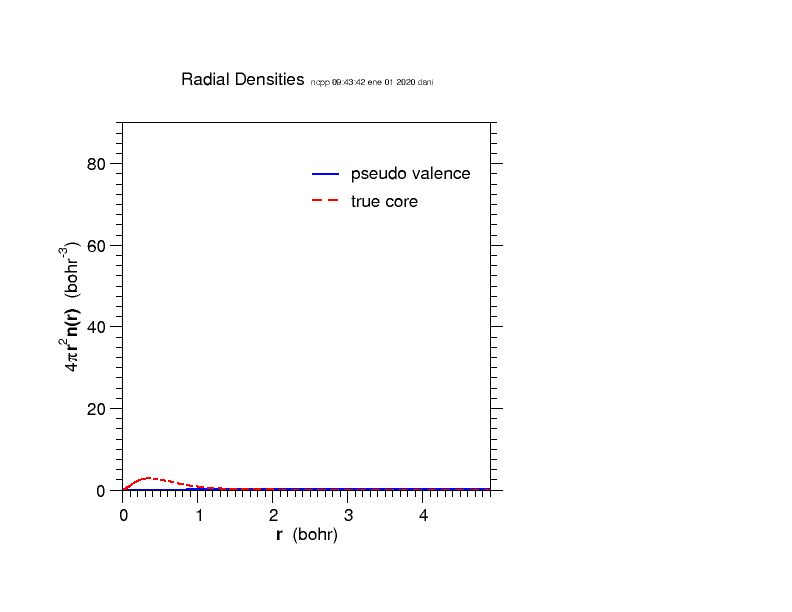 Radial Densities ncpp 09:43:42 ene 01 2020 dani
pseudo valence
true core
80
60
40
20
0
4πr²n(r) (bohr⁻³)
0 1 2 3 4
r (bohr)